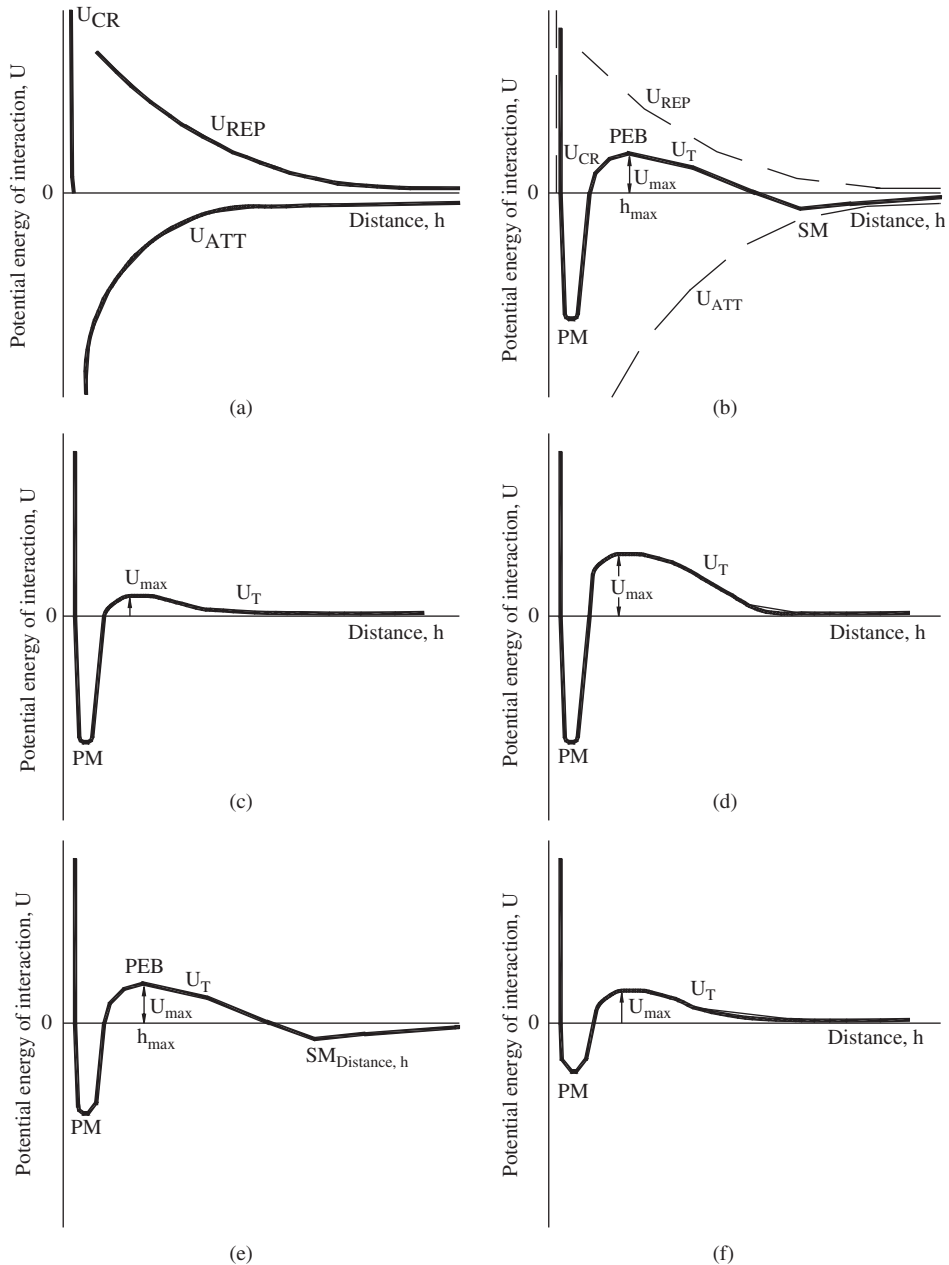 Potential energy of interaction, U
U_CR
U_REP
0
U_ATT
Distance, h
(a)
Potential energy of interaction, U
U_REP
PEB
U_CR
U_T
U_max
0
h_max
Distance, h
SM
U_ATT
PM
(b)
Potential energy of interaction, U
U_max
U_T
0
Distance, h
PM
(c)
Potential energy of interaction, U
U_T
U_max
0
Distance, h
PM
(d)
Potential energy of interaction, U
PEB
U_T
U_max
0
h_max
SM_Distance, h
PM
(e)
Potential energy of interaction, U
U_T
U_max
0
Distance, h
PM
(f)